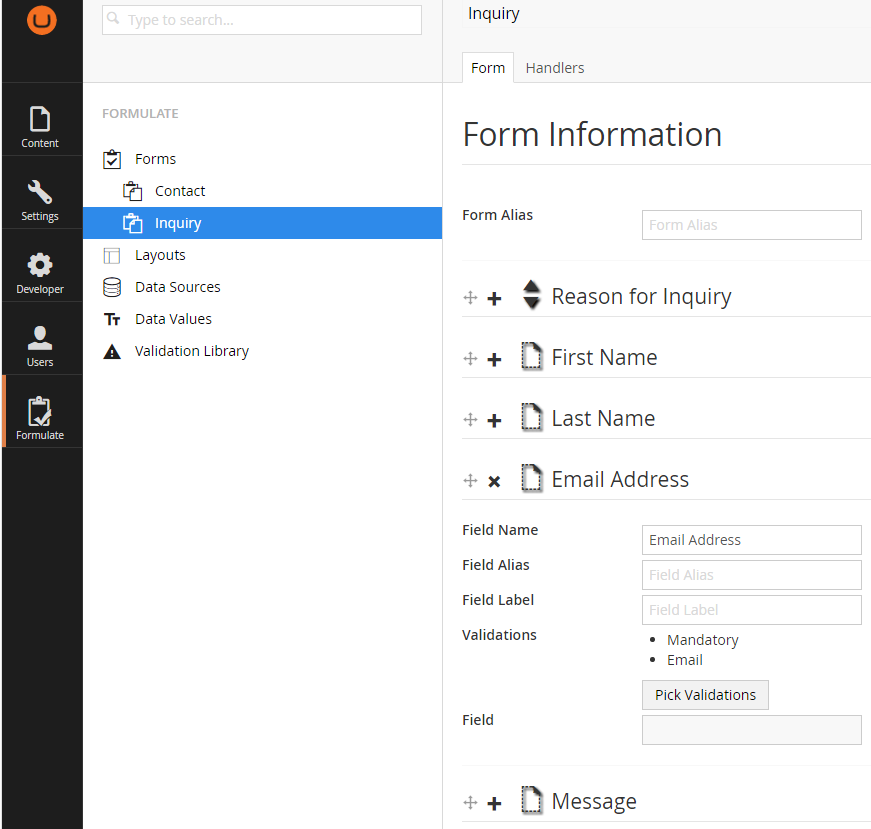 Type to search...
Inquiry
Form Handlers
Content
Settings
Developer
Users
Formulate
FORMULATE
Forms
Contact
Inquiry
Layouts
Data Sources
Data Values
Validation Library
Form Information
Form Alias Form Alias
Reason for Inquiry
First Name
Last Name
Email Address
Field Name Email Address
Field Alias Field Alias
Field Label Field Label
Validations Mandatory
Email
Pick Validations
Field
Message